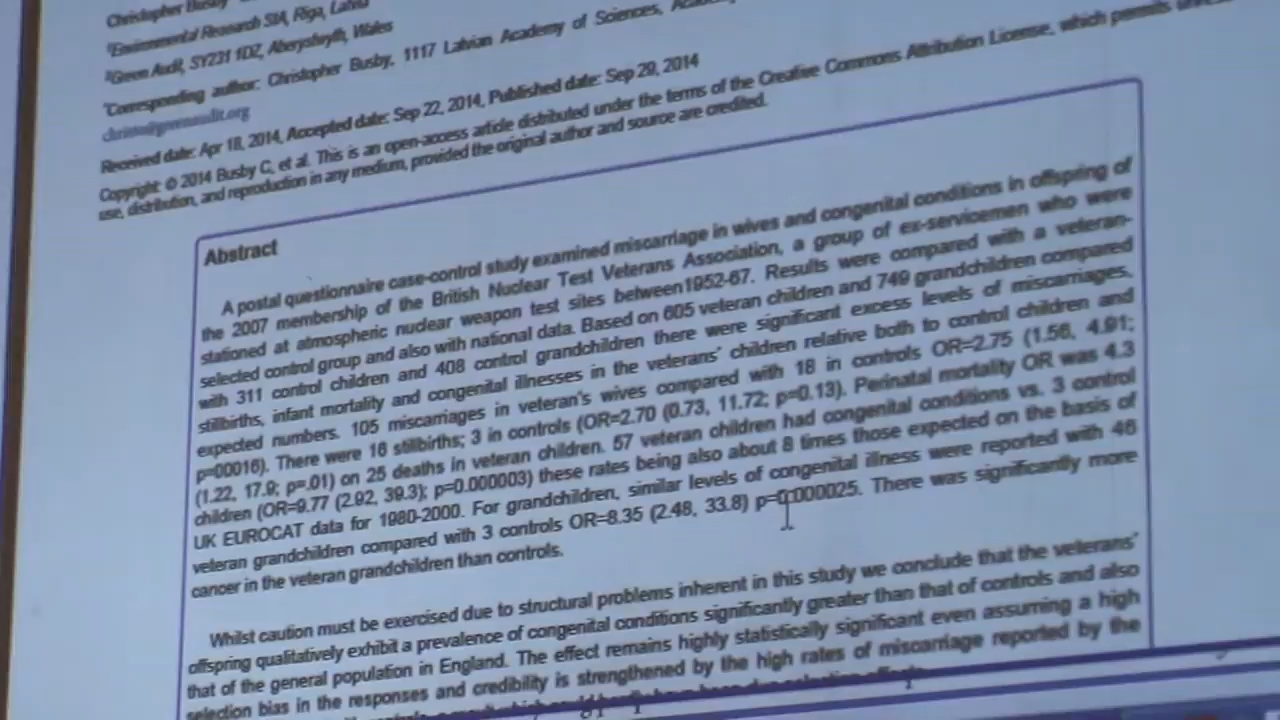 Christopher Busby
¹Environmental Research SIA, Riga, Latvia
²Green Audit, SY231 1DZ, Aberystwyth, Wales
*Corresponding author: Christopher Busby, 1117 Latvian Academy of Sciences,
christo@greenaudit.org
Received date: Apr 18, 2014, Accepted date: Sep 22, 2014, Published date: Sep 29, 2014
Copyright: © 2014 Busby C, et al. This is an open-access article distributed under the terms of the Creative Commons Attribution License, which permits
use, distribution, and reproduction in any medium, provided the original author and source are credited.
Abstract
A postal questionnaire case-control study examined miscarriage in wives and congenital conditions in offspring of
the 2007 membership of the British Nuclear Test Veterans Association, a group of ex-servicemen who were
stationed at atmospheric nuclear weapon test sites between1952-67. Results were compared with a veteran-
selected control group and also with national data. Based on 605 veteran children and 749 grandchildren compared
with 311 control children and 408 control grandchildren there were significant excess levels of miscarriages,
stillbirths, infant mortality and congenital illnesses in the veterans' children relative both to control children and
expected numbers. 105 miscarriages in veteran's wives compared with 18 in controls OR=2.75 (1.56, 4.91;
p=00016). There were 16 stillbirths; 3 in controls (OR=2.70 (0.73, 11.72; p=0.13). Perinatal mortality OR was 4.3
(1.22, 17.9; p=.01) on 25 deaths in veteran children. 57 veteran children had congenital conditions vs. 3 control
children (OR=9.77 (2.92, 39.3); p=0.000003) these rates being also about 8 times those expected on the basis of
UK EUROCAT data for 1980-2000. For grandchildren, similar levels of congenital illness were reported with 46
veteran grandchildren compared with 3 controls OR=8.35 (2.48, 33.8) p=0.000025. There was significantly more
cancer in the veteran grandchildren than controls.
Whilst caution must be exercised due to structural problems inherent in this study we conclude that the veterans'
offspring qualitatively exhibit a prevalence of congenital conditions significantly greater than that of controls and also
that of the general population in England. The effect remains highly statistically significant even assuming a high
selection bias in the responses and credibility is strengthened by the high rates of miscarriage reported by the